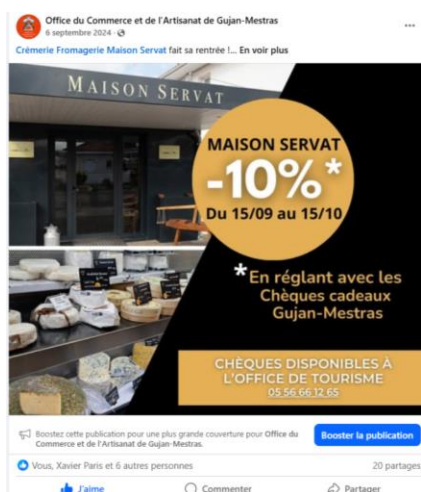 Office du Commerce et de l'Artisanat de Gujan-Mestras
6 septembre 2024 ·
Crémerie Fromagerie Maison Servat fait sa rentrée !... En voir plus
MAISON SERVAT
MAISON SERVAT
-10%*
Du 15/09 au 15/10
*En réglant avec les
Chèques cadeaux
Gujan-Mestras
CHÈQUES DISPONIBLES À
L'OFFICE DE TOURISME
05 56 66 12 65
Boostez cette publication pour une plus grande couverture pour Office du
Commerce et de l'Artisanat de Gujan-Mestras.
Booster la publication
Vous, Xavier Paris et 6 autres personnes
20 partages
J'aime
Commenter
Partager